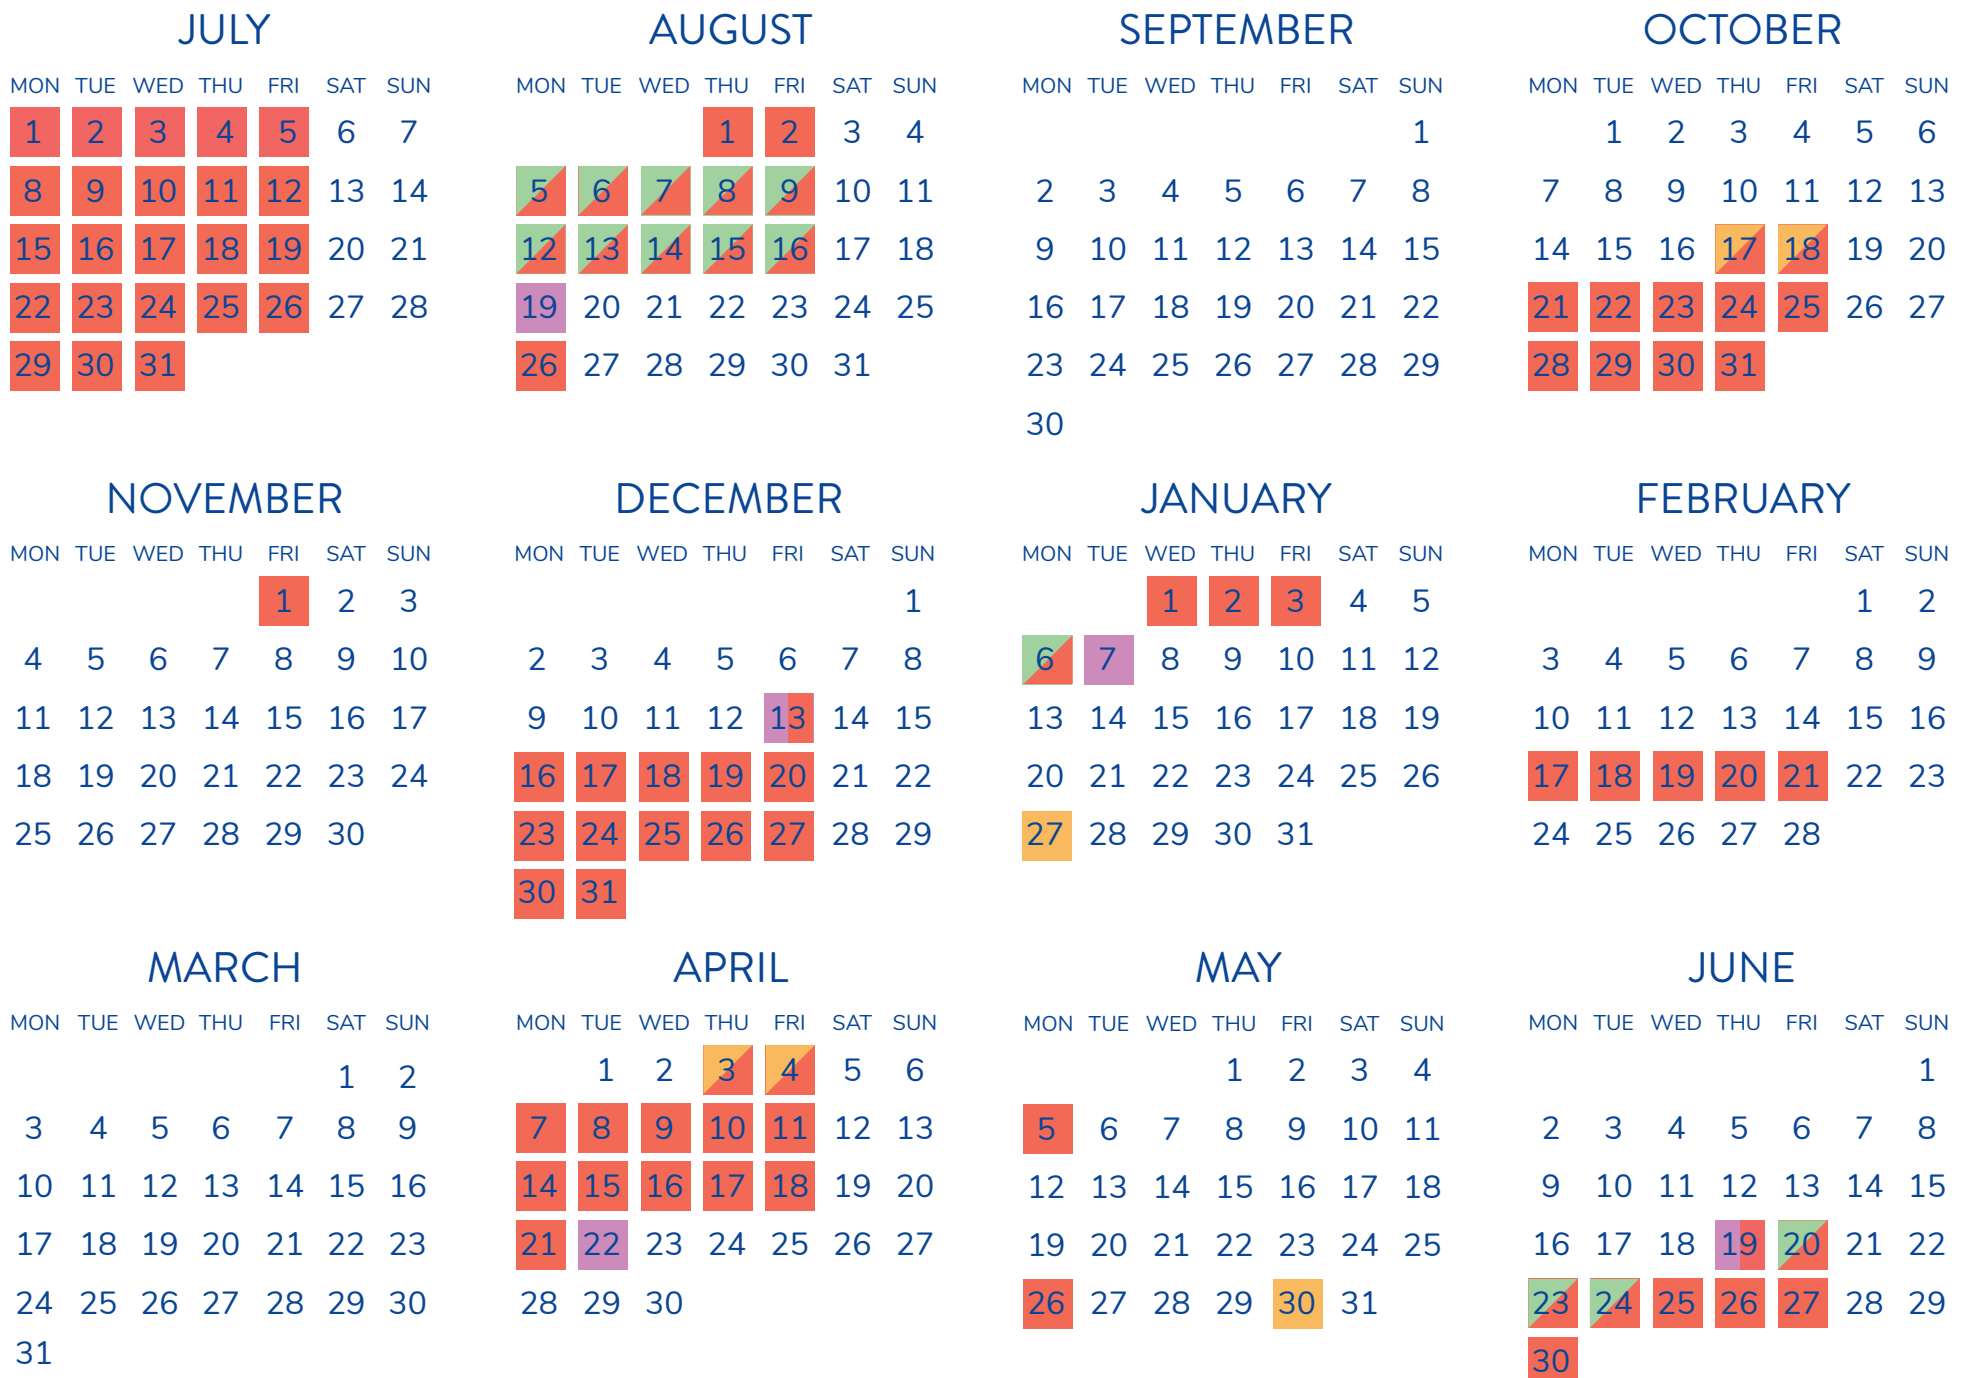 JULY
MON TUE WED THU FRI SAT SUN
1 2 3 4 5 6 7
8 9 10 11 12 13 14
15 16 17 18 19 20 21
22 23 24 25 26 27 28
29 30 31
AUGUST
MON TUE WED THU FRI SAT SUN
1 2 3 4
5 6 7 8 9 10 11
12 13 14 15 16 17 18
19 20 21 22 23 24 25
26 27 28 29 30 31
SEPTEMBER
MON TUE WED THU FRI SAT SUN
1
2 3 4 5 6 7 8
9 10 11 12 13 14 15
16 17 18 19 20 21 22
23 24 25 26 27 28 29
30
OCTOBER
MON TUE WED THU FRI SAT SUN
1 2 3 4 5 6
7 8 9 10 11 12 13
14 15 16 17 18 19 20
21 22 23 24 25 26 27
28 29 30 31
NOVEMBER
MON TUE WED THU FRI SAT SUN
1 2 3
4 5 6 7 8 9 10
11 12 13 14 15 16 17
18 19 20 21 22 23 24
25 26 27 28 29 30
DECEMBER
MON TUE WED THU FRI SAT SUN
1
2 3 4 5 6 7 8
9 10 11 12 13 14 15
16 17 18 19 20 21 22
23 24 25 26 27 28 29
30 31
JANUARY
MON TUE WED THU FRI SAT SUN
1 2 3 4 5
6 7 8 9 10 11 12
13 14 15 16 17 18 19
20 21 22 23 24 25 26
27 28 29 30 31
FEBRUARY
MON TUE WED THU FRI SAT SUN
1 2
3 4 5 6 7 8 9
10 11 12 13 14 15 16
17 18 19 20 21 22 23
24 25 26 27 28
MARCH
MON TUE WED THU FRI SAT SUN
1 2
3 4 5 6 7 8 9
10 11 12 13 14 15 16
17 18 19 20 21 22 23
24 25 26 27 28 29 30
31
APRIL
MON TUE WED THU FRI SAT SUN
1 2 3 4 5 6
7 8 9 10 11 12 13
14 15 16 17 18 19 20
21 22 23 24 25 26 27
28 29 30
MAY
MON TUE WED THU FRI SAT SUN
1 2 3 4
5 6 7 8 9 10 11
12 13 14 15 16 17 18
19 20 21 22 23 24 25
26 27 28 29 30 31
JUNE
MON TUE WED THU FRI SAT SUN
1
2 3 4 5 6 7 8
9 10 11 12 13 14 15
16 17 18 19 20 21 22
23 24 25 26 27 28 29
30